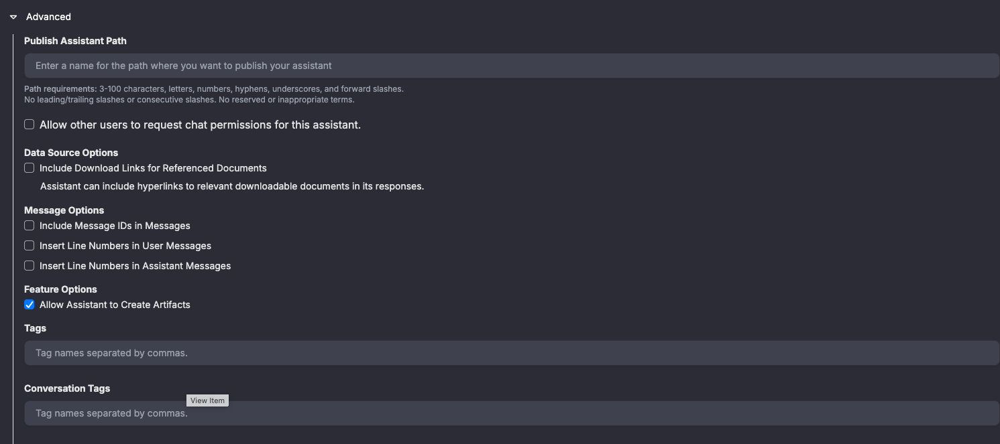 Advanced
Publish Assistant Path
Enter a name for the path where you want to publish your assistant
Path requirements: 3-100 characters, letters, numbers, hyphens, underscores, and forward slashes.
No leading/trailing slashes or consecutive slashes. No reserved or inappropriate terms.
Allow other users to request chat permissions for this assistant.
Data Source Options
Include Download Links for Referenced Documents
Assistant can include hyperlinks to relevant downloadable documents in its responses.
Message Options
Include Message IDs in Messages
Insert Line Numbers in User Messages
Insert Line Numbers in Assistant Messages
Feature Options
Allow Assistant to Create Artifacts
Tags
Tag names separated by commas.
Conversation Tags
View Item
Tag names separated by commas.